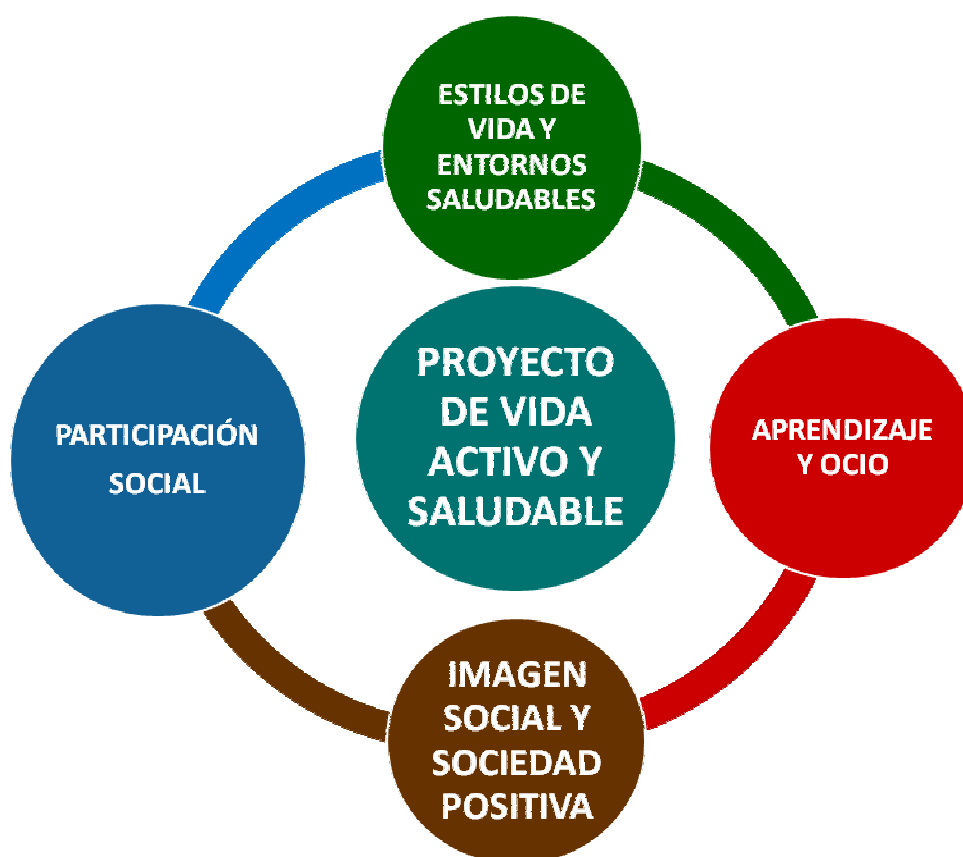 ESTILOS DE
VIDA Y
ENTORNOS
SALUDABLES
PROYECTO
DE VIDA
ACTIVO Y
SALUDABLE
PARTICIPACIÓN
SOCIAL
APRENDIZAJE
Y OCIO
IMAGEN
SOCIAL Y
SOCIEDAD
POSITIVA